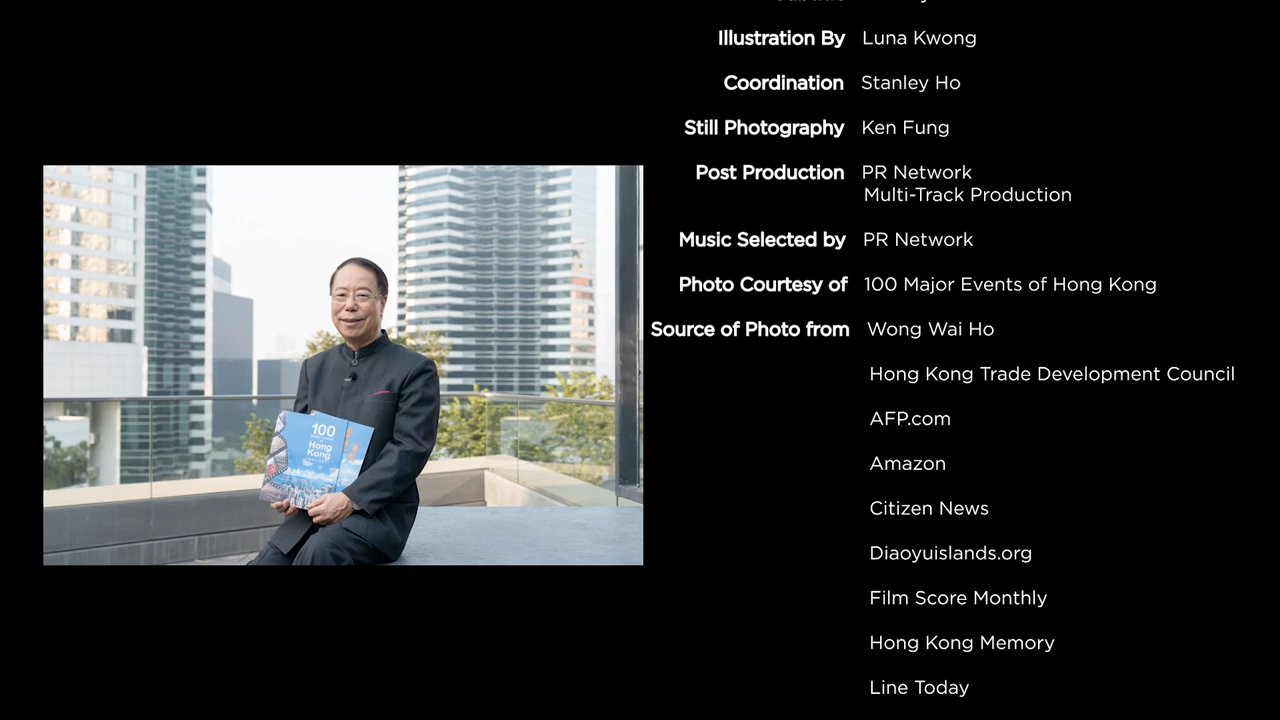 Illustration By Luna Kwong
Coordination Stanley Ho
Still Photography Ken Fung
Post Production PR Network
Multi-Track Production
Music Selected by PR Network
Photo Courtesy of 100 Major Events of Hong Kong
Source of Photo from Wong Wai Ho
Hong Kong Trade Development Council
AFP.com
Amazon
Citizen News
Diaoyuislands.org
Film Score Monthly
Hong Kong Memory
Line Today
100
Hong
Kong